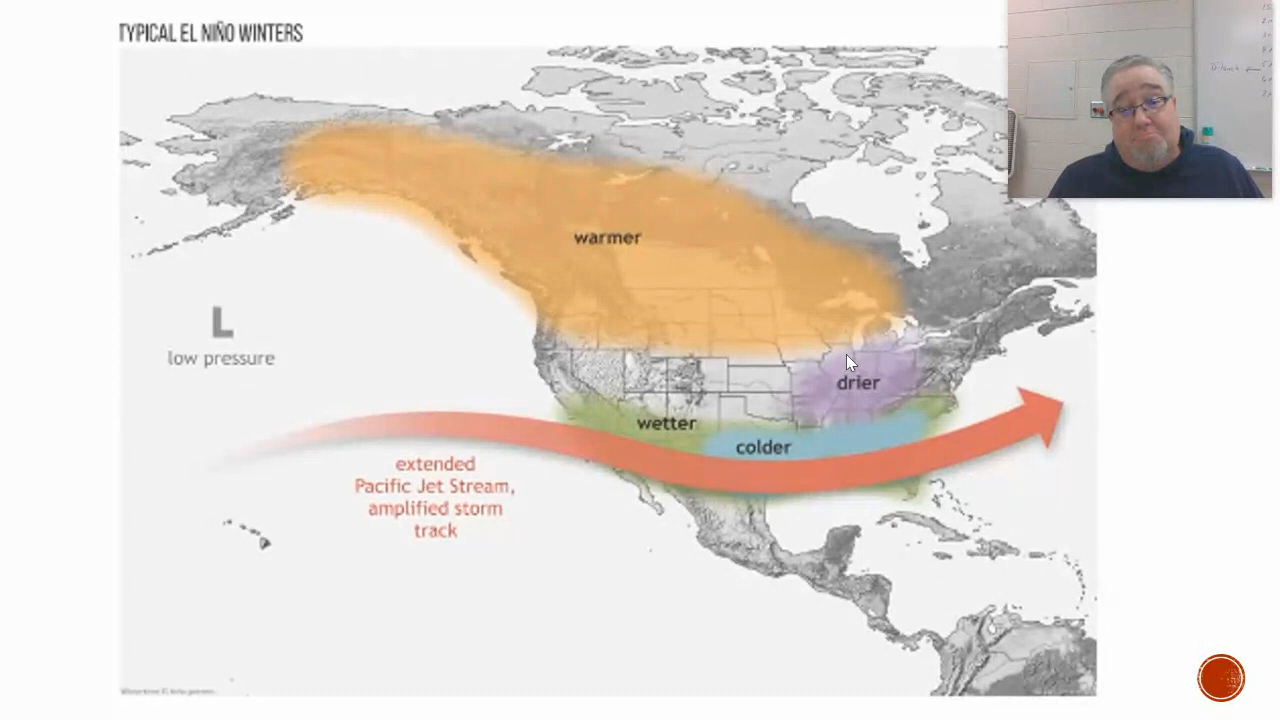 TYPICAL EL NIÑO WINTERS
warmer
L
low pressure
drier
wetter
colder
extended
Pacific Jet Stream,
amplified storm
track